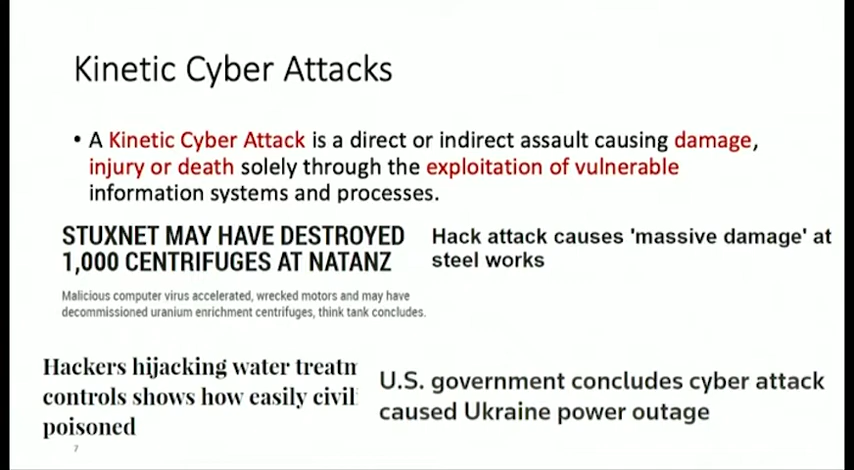 Kinetic Cyber Attacks
• A Kinetic Cyber Attack is a direct or indirect assault causing damage,
injury or death solely through the exploitation of vulnerable
information systems and processes.
STUXNET MAY HAVE DESTROYED
1,000 CENTRIFUGES AT NATANZ
Malicious computer virus accelerated, wrecked motors and may have
decommissioned uranium enrichment centrifuges, think tank concludes.
Hack attack causes 'massive damage' at
steel works
Hackers hijacking water treatm
controls shows how easily civil
poisoned
U.S. government concludes cyber attack
caused Ukraine power outage
7